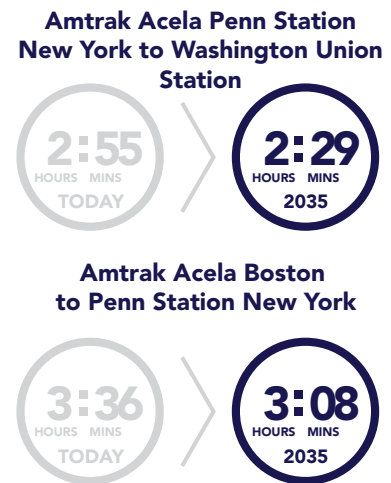 Amtrak Acela Penn Station
New York to Washington Union
Station
2:55
HOURS MINS
TODAY
2:29
HOURS MINS
2035
Amtrak Acela Boston
to Penn Station New York
3:36
HOURS MINS
TODAY
3:08
HOURS MINS
2035